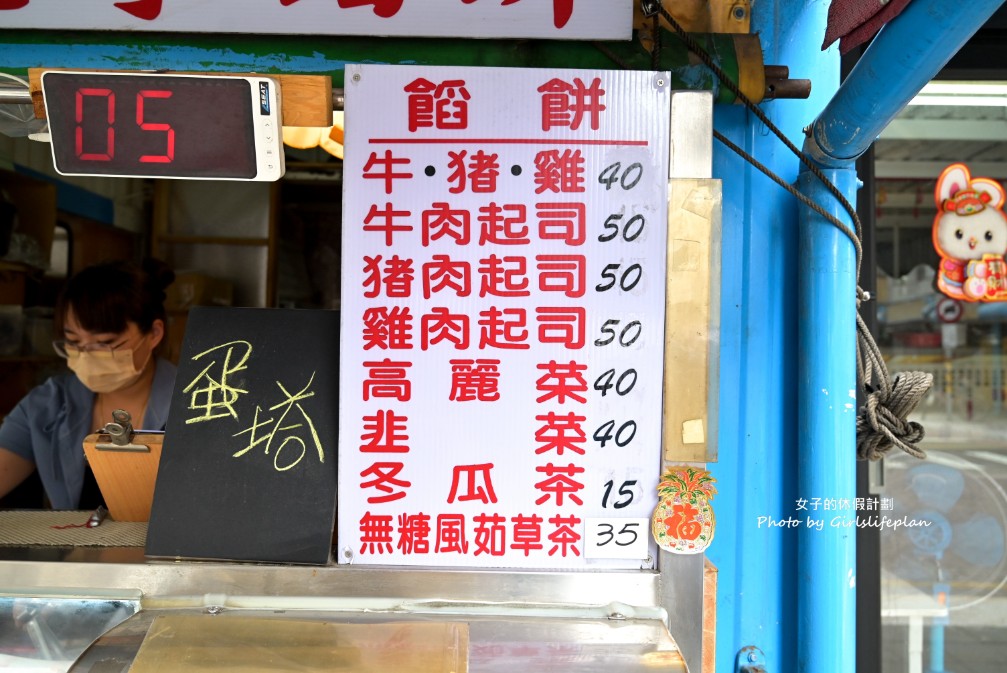 05
SEAT
餡餅
牛·猪·雞 40
牛肉起司 50
猪肉起司 50
雞肉起司 50
高麗菜 40
韭菜 40
冬瓜茶 15
無糖風茹草茶 35
蛋塔
福
女子的休假計劃
Photo by Girlslifeplan